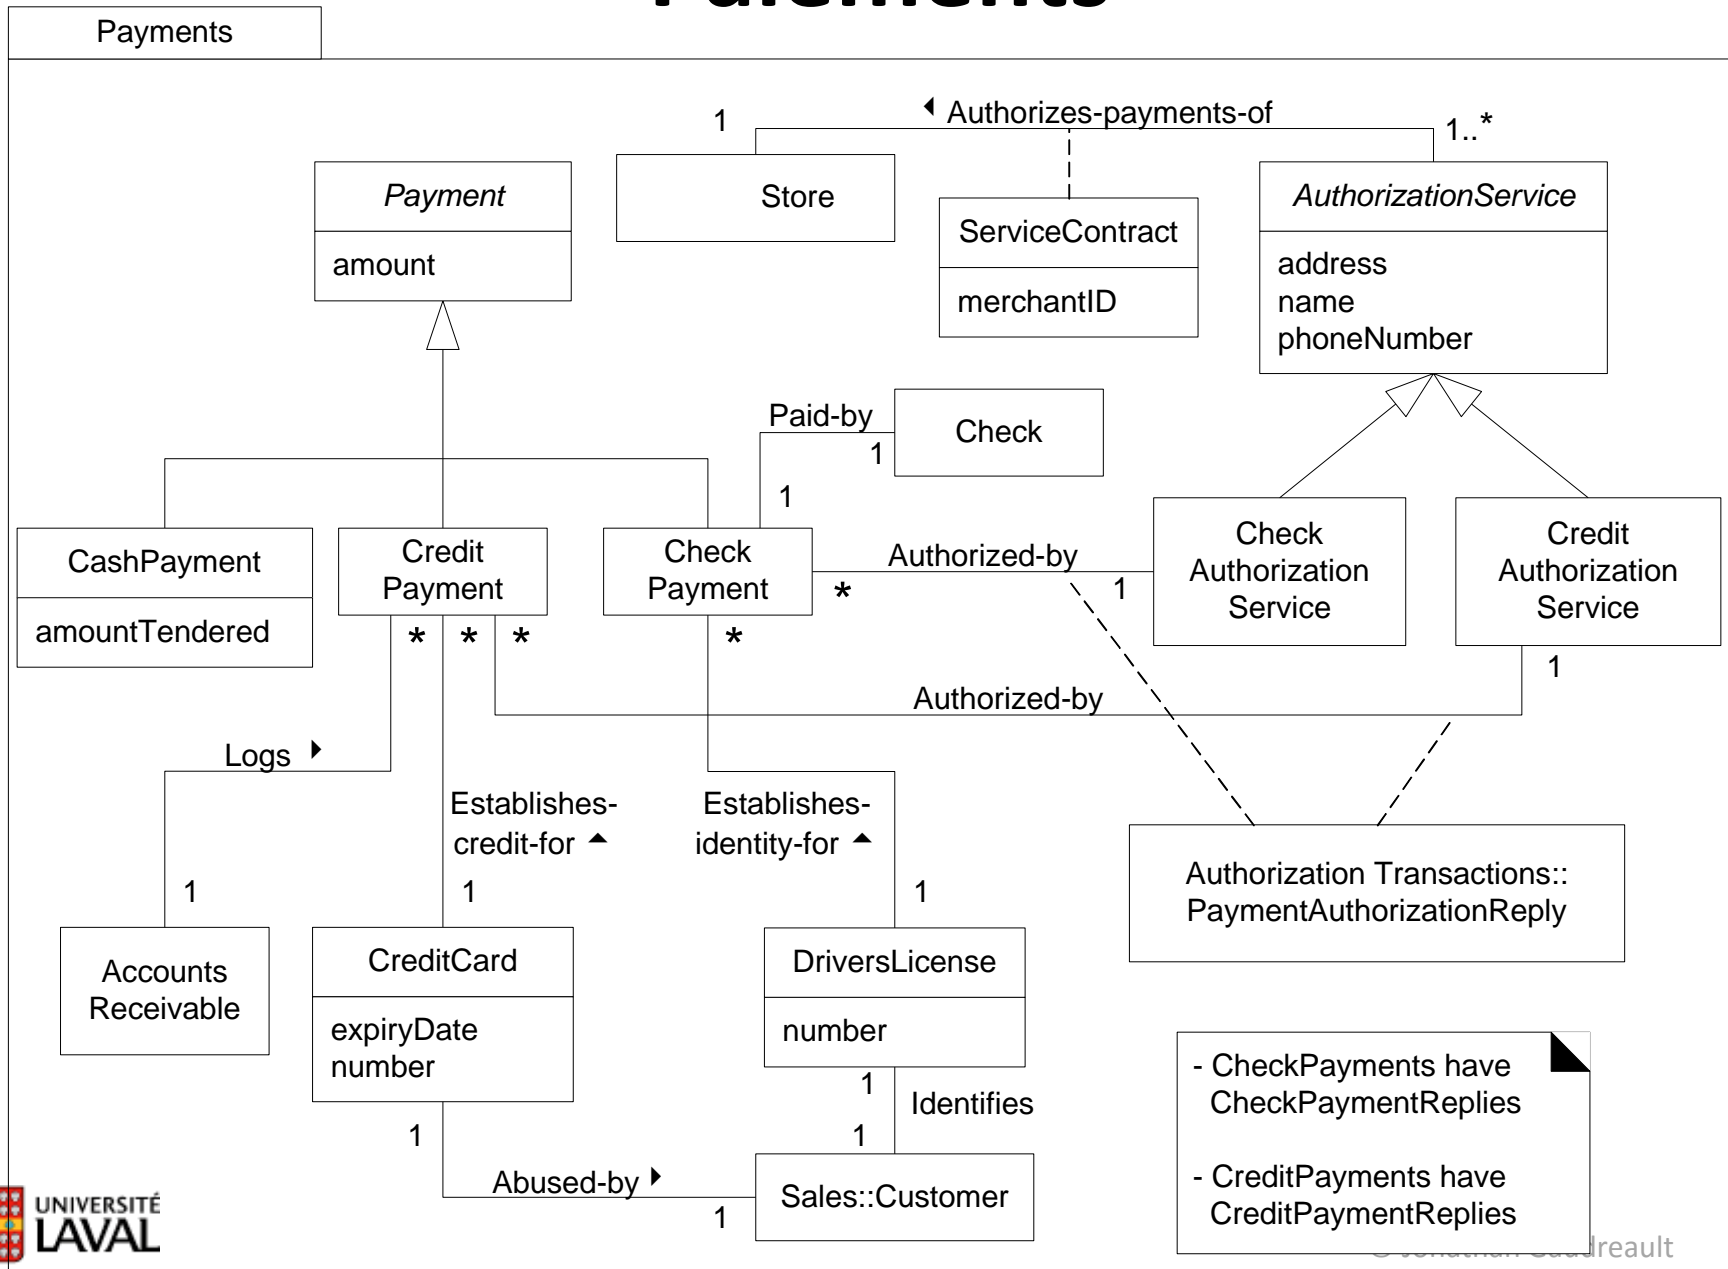 Paiements
Payments
1
Authorizes-payments-of
1..*
Payment
amount
Store
ServiceContract
merchantID
AuthorizationService
address
name
phoneNumber
Paid-by
1
Check
1
CashPayment
amountTendered
Credit
Payment
Check
Payment
Authorized-by
*
1
Check
Authorization
Service
Credit
Authorization
Service
* * *
*
1
Authorized-by
Logs
Establishes-
credit-for
Establishes-
identity-for
1
1
1
Authorization Transactions::
PaymentAuthorizationReply
Accounts
Receivable
CreditCard
expiryDate
number
DriversLicense
number
1
Identifies
1
1
Abused-by
1
Sales::Customer
- CheckPayments have
CheckPaymentReplies
- CreditPayments have
CreditPaymentReplies
UNIVERSITÉ
LAVAL
© Jonathan Gaudreault